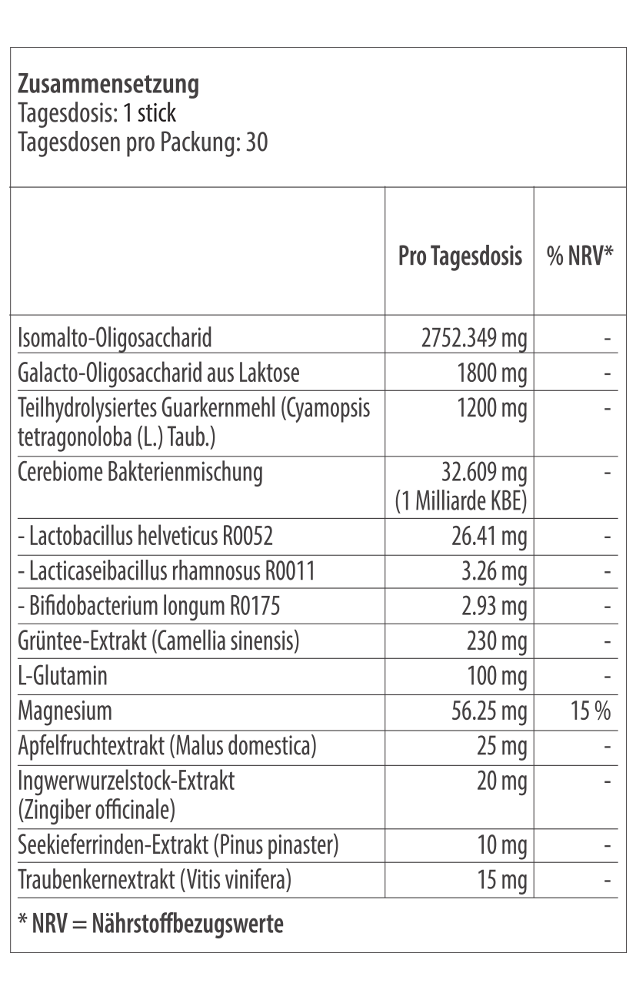 Zusammensetzung
Tagesdosis: 1 stick
Tagesdosen pro Packung: 30
Pro Tagesdosis % NRV*
Isomalto-Oligosaccharid 2752.349 mg -
Galacto-Oligosaccharid aus Laktose 1800 mg -
Teilhydrolysiertes Guarkernmehl (Cyamopsis 1200 mg -
tetragonoloba (L.) Taub.)
Cerebiome Bakterienmischung 32.609 mg -
(1 Milliarde KBE)
- Lactobacillus helveticus R0052 26.41 mg -
- Lacticaseibacillus rhamnosus R0011 3.26 mg -
- Bifidobacterium longum R0175 2.93 mg -
Grüntee-Extrakt (Camellia sinensis) 230 mg -
L-Glutamin 100 mg -
Magnesium 56.25 mg 15 %
Apfelfruchtextrakt (Malus domestica) 25 mg -
Ingwerwurzelstock-Extrakt 20 mg -
(Zingiber officinale)
Seekieferrinden-Extrakt (Pinus pinaster) 10 mg -
Traubenkernextrakt (Vitis vinifera) 15 mg -
* NRV = Nährstoffbezugswerte